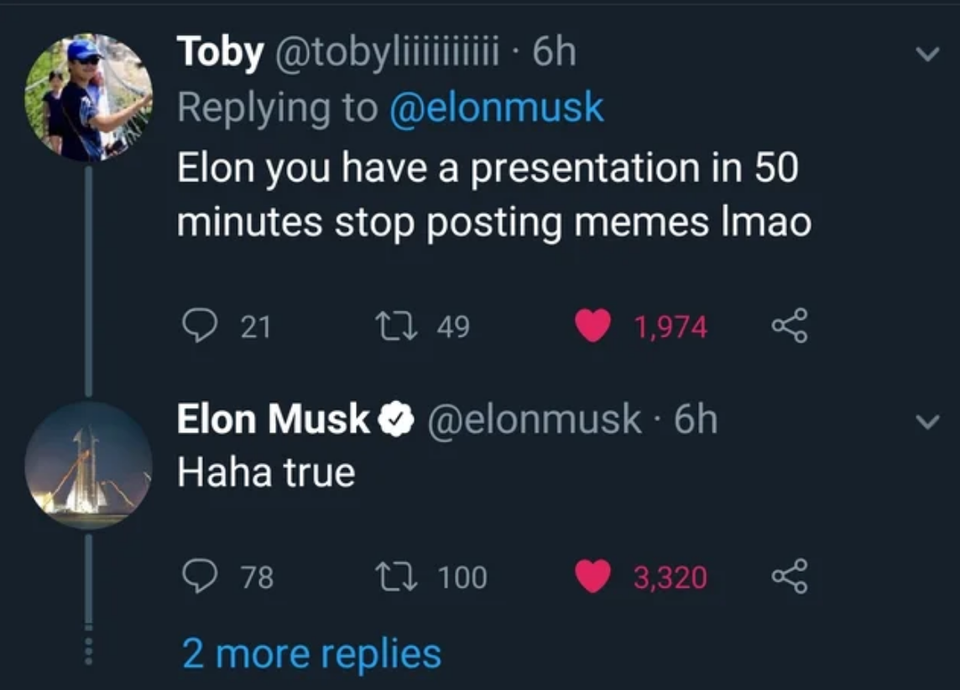 Toby @tobyliiiiiiiiii · 6h
Replying to @elonmusk
Elon you have a presentation in 50
minutes stop posting memes lmao
21 49 1,974
Elon Musk @elonmusk · 6h
Haha true
78 100 3,320
2 more replies